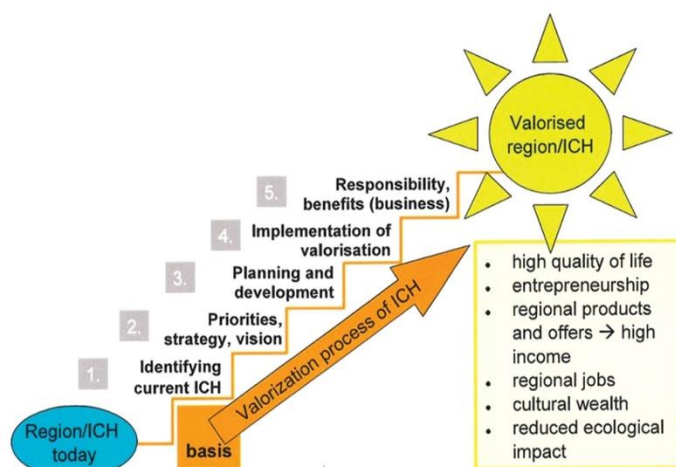 Valorised
region/ICH
5.
Responsibility,
benefits (business)
4.
Implementation of
valorisation
3.
Planning and
development
2.
Priorities,
strategy, vision
1.
Identifying
current ICH
Region/ICH
today
basis
Valorization process of ICH
• high quality of life
• entrepreneurship
• regional products
and offers → high
income
• regional jobs
• cultural wealth
• reduced ecological
impact